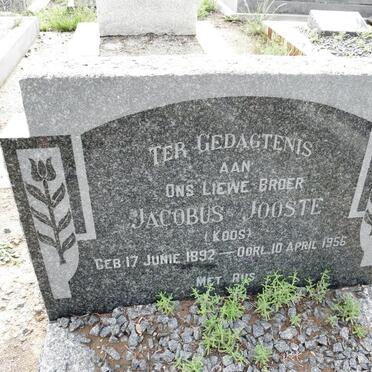 TER GEDAGTENIS
AAN
ONS LIEWE BROER
JACOBUS JOOSTE
(KOOS)
GEB 17 JUNIE 1892 — OORL. 10 APRIL 1956
MET RUS